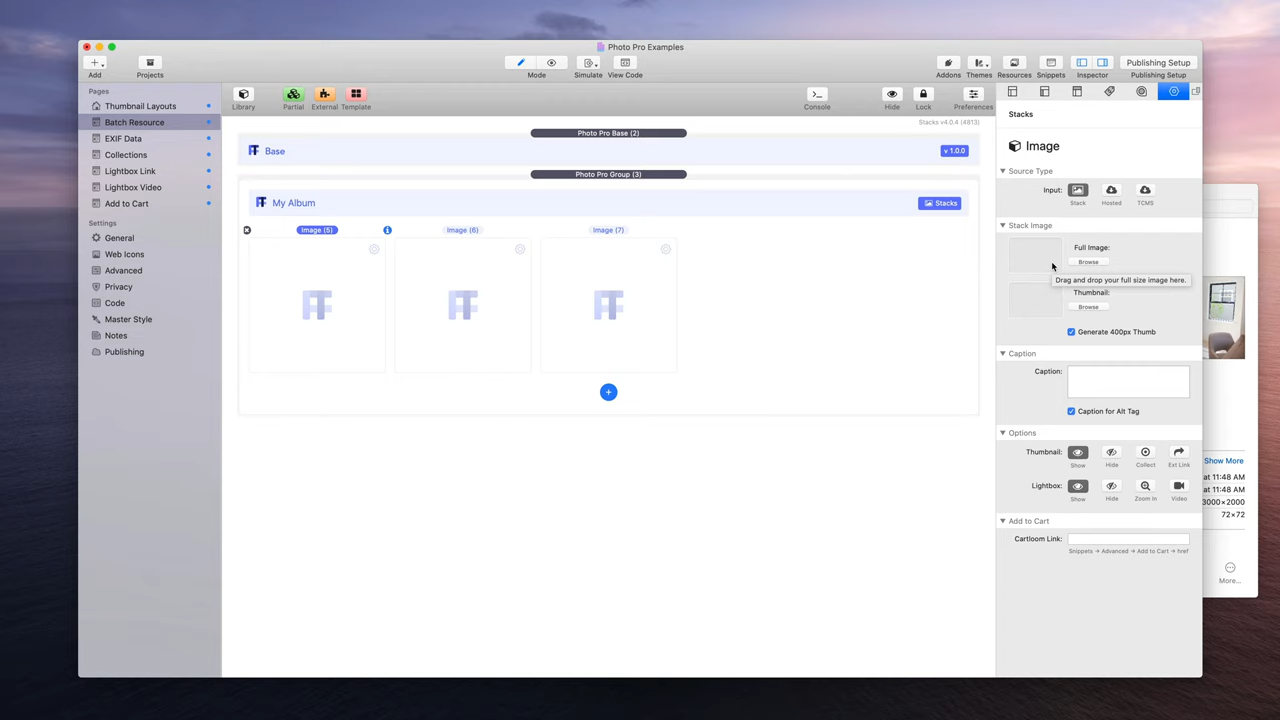 Photo Pro Examples
Add
Projects
Mode
Simulate
View Code
Addons
Themes
Resources
Snippets
Inspector
Publishing Setup
Publishing Setup
Pages
Thumbnail Layouts
Batch Resource
EXIF Data
Collections
Lightbox Link
Lightbox Video
Add to Cart
Settings
General
Web Icons
Advanced
Privacy
Code
Master Style
Notes
Publishing
Library
Partial
External
Template
Console
Hide
Lock
Preferences
Stacks v4.0.4 (4813)
Photo Pro Base (2)
Base
v 1.0.0
Photo Pro Group (3)
My Album
Stacks
Image (5)
Image (6)
Image (7)
Stacks
Image
Source Type
Input:
Stack
Hosted
TCMS
Stack Image
Full Image:
Browse
Drag and drop your full size image here.
Thumbnail:
Browse
Generate 400px Thumb
Caption
Caption:
Caption for Alt Tag
Options
Thumbnail:
Show
Hide
Collect
Ext Link
Lightbox:
Show
Hide
Zoom In
Video
Add to Cart
Cartloom Link:
Snippets → Advanced → Add to Cart → href
Show More
at 11:48 AM
at 11:48 AM
3000×2000
72×72
More...